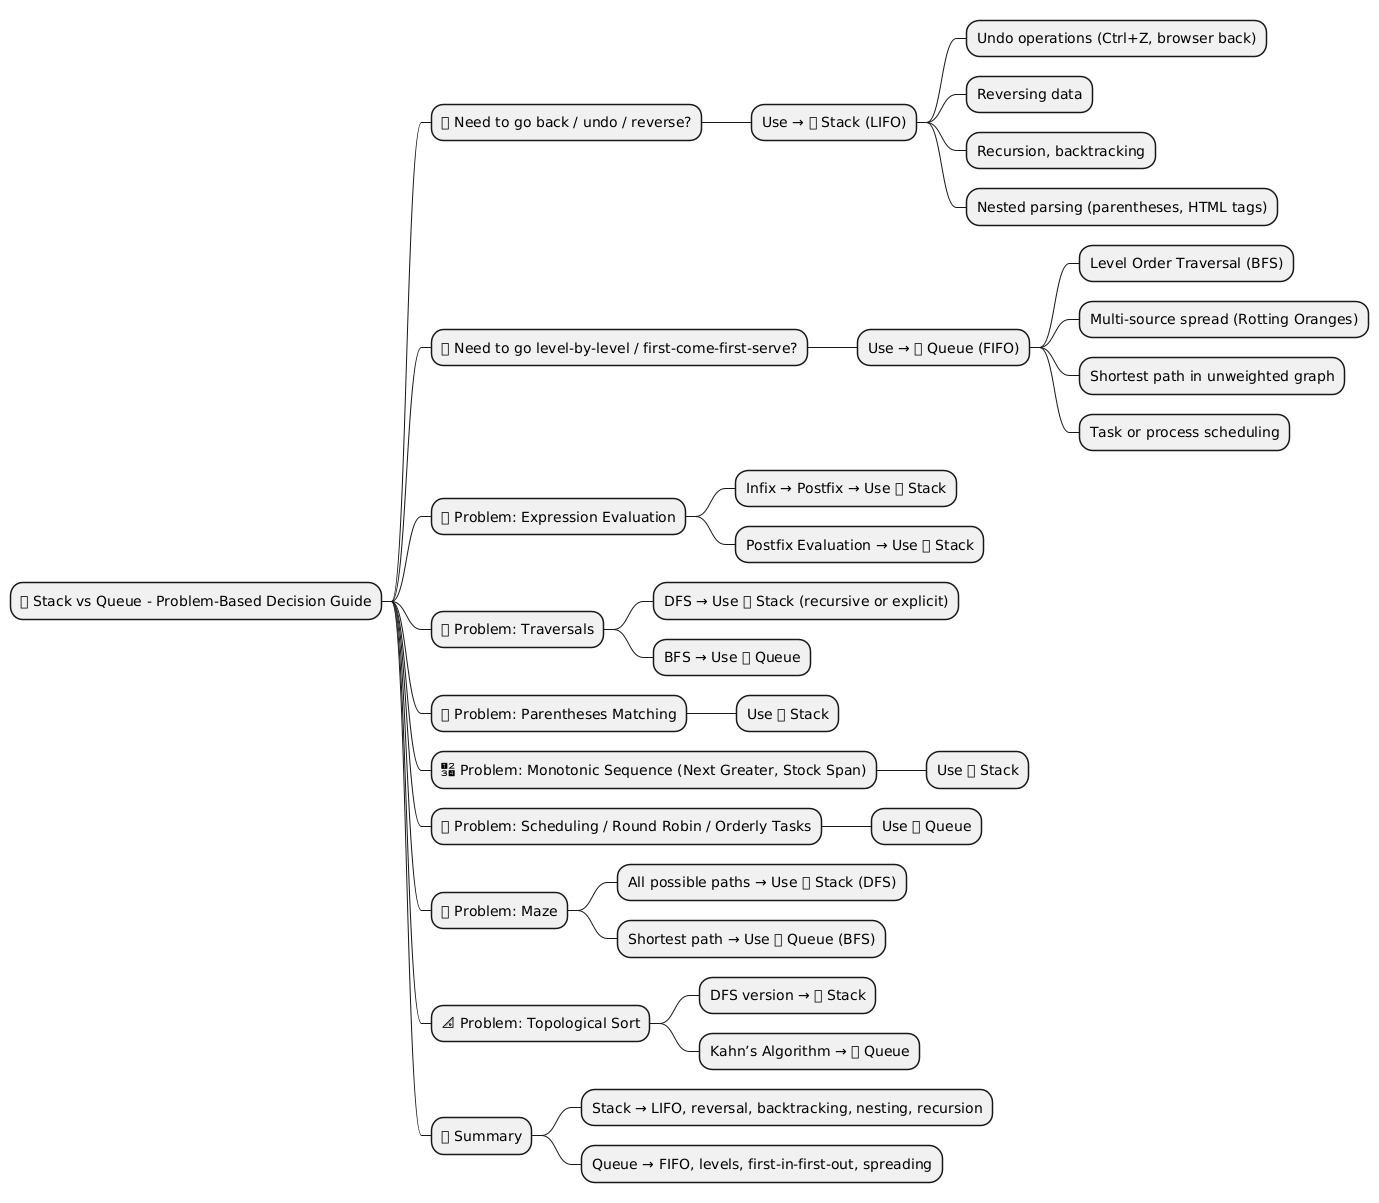 ▯ Stack vs Queue - Problem-Based Decision Guide
▯ Need to go back / undo / reverse?
Use → ▯ Stack (LIFO)
Undo operations (Ctrl+Z, browser back)
Reversing data
Recursion, backtracking
Nested parsing (parentheses, HTML tags)
▯ Need to go level-by-level / first-come-first-serve?
Use → ▯ Queue (FIFO)
Level Order Traversal (BFS)
Multi-source spread (Rotting Oranges)
Shortest path in unweighted graph
Task or process scheduling
▯ Problem: Expression Evaluation
Infix → Postfix → Use ▯ Stack
Postfix Evaluation → Use ▯ Stack
▯ Problem: Traversals
DFS → Use ▯ Stack (recursive or explicit)
BFS → Use ▯ Queue
▯ Problem: Parentheses Matching
Use ▯ Stack
🔢 Problem: Monotonic Sequence (Next Greater, Stock Span)
Use ▯ Stack
▯ Problem: Scheduling / Round Robin / Orderly Tasks
Use ▯ Queue
▯ Problem: Maze
All possible paths → Use ▯ Stack (DFS)
Shortest path → Use ▯ Queue (BFS)
📐 Problem: Topological Sort
DFS version → ▯ Stack
Kahn’s Algorithm → ▯ Queue
▯ Summary
Stack → LIFO, reversal, backtracking, nesting, recursion
Queue → FIFO, levels, first-in-first-out, spreading